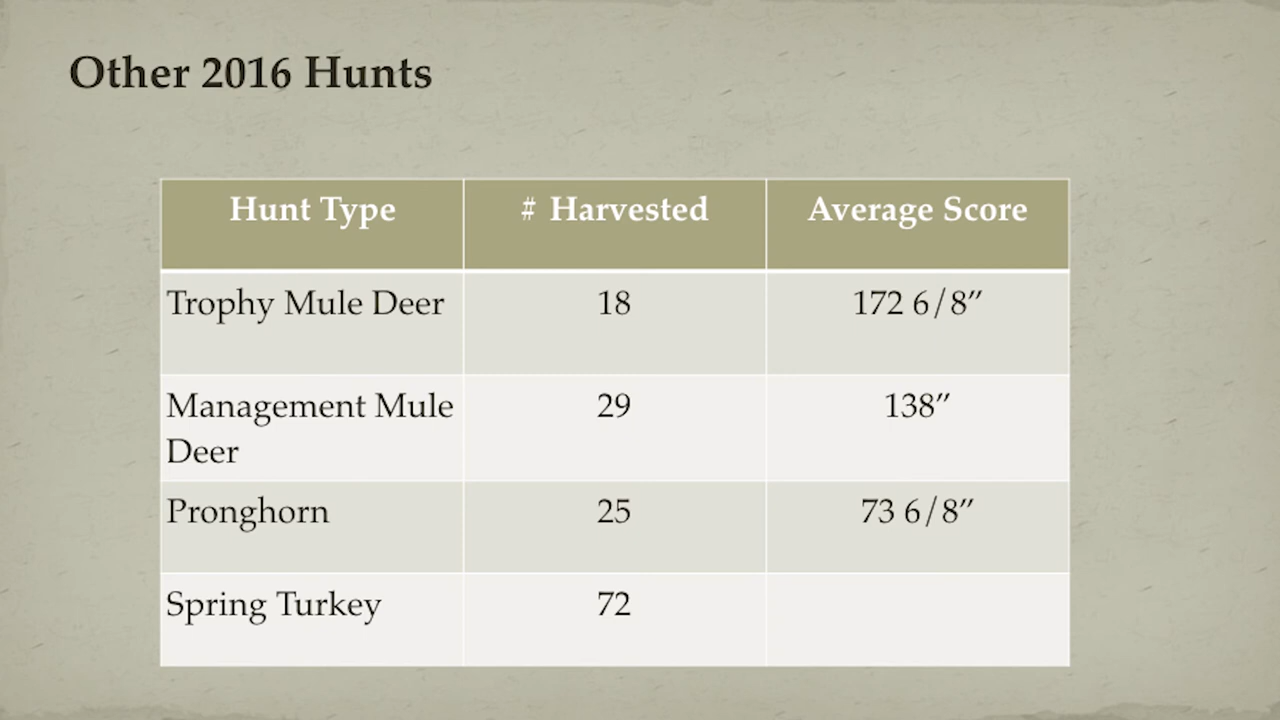 Other 2016 Hunts
Hunt Type # Harvested Average Score
Trophy Mule Deer 18 172 6/8”
Management Mule 29 138”
Deer
Pronghorn 25 73 6/8”
Spring Turkey 72